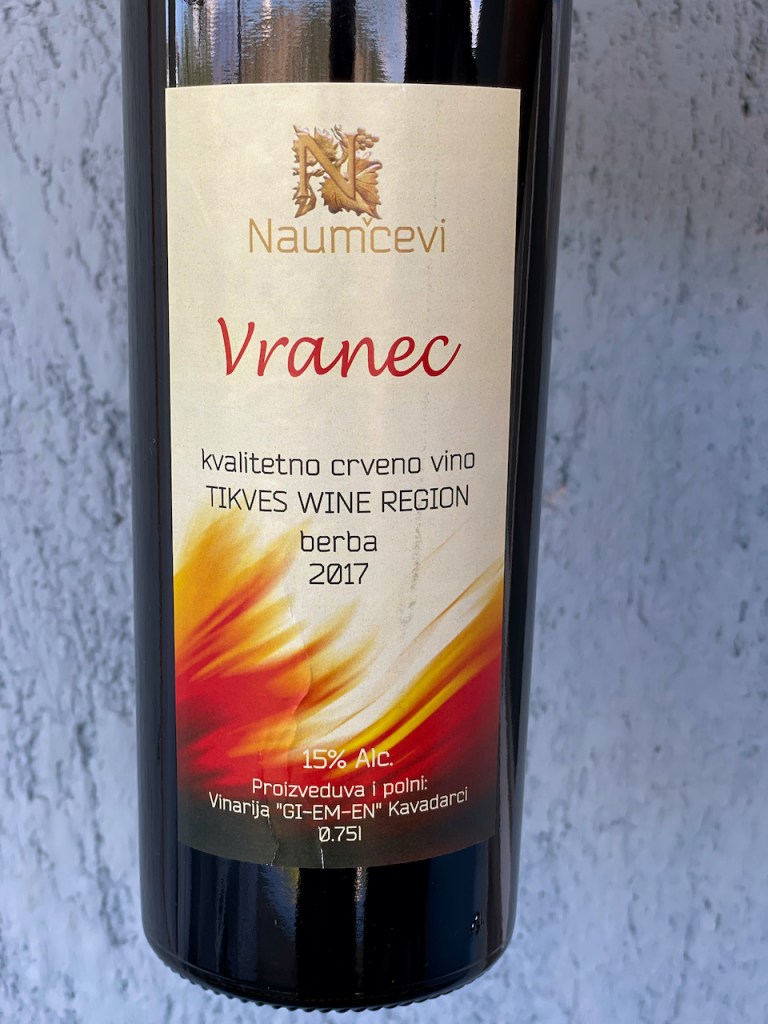 N
Naumčevi
Vranec
kvalitetno crveno vino
TIKVES WINE REGION
berba
2017
15% Alc.
Proizveduva i polni:
Vinarija "GI-EM-EN" Kavadarci
0.75l